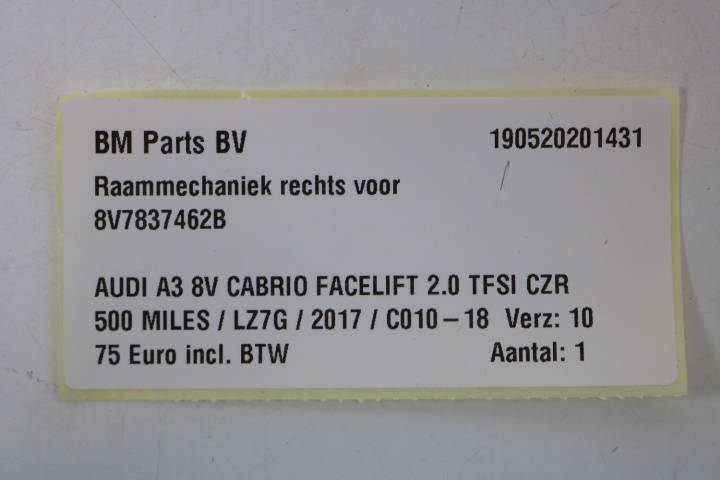 BM Parts BV 190520201431
Raammechaniek rechts voor
8V7837462B
AUDI A3 8V CABRIO FACELIFT 2.0 TFSI CZR
500 MILES / LZ7G / 2017 / C010-18 Verz: 10
75 Euro incl. BTW Aantal: 1